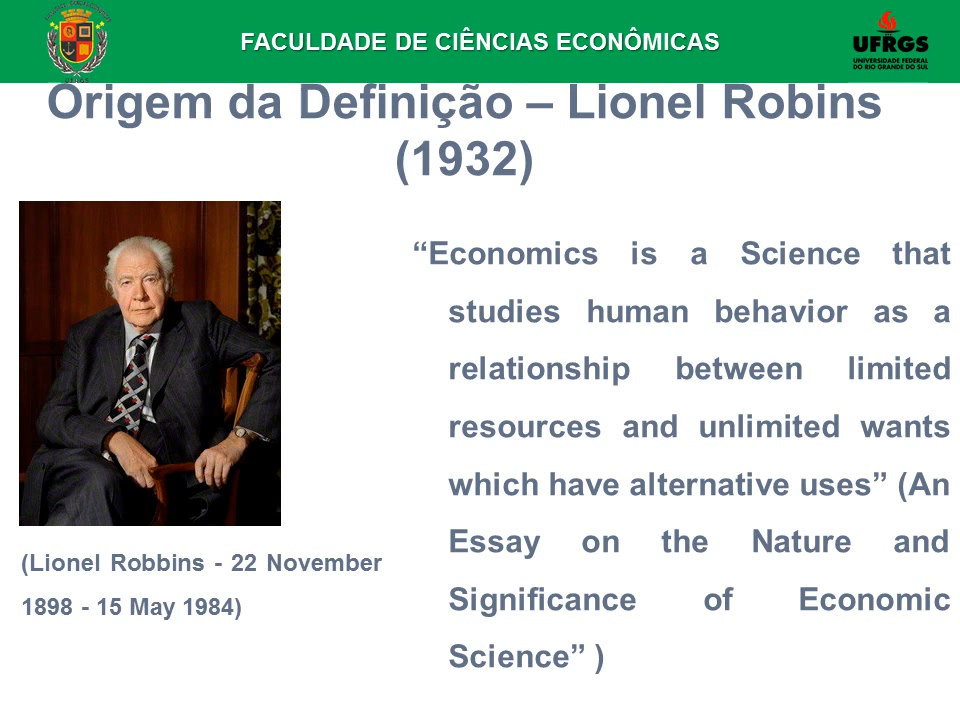 FACULDADE DE CIÊNCIAS ECONÔMICAS
UFRGS
UNIVERSIDADE FEDERAL
DO RIO GRANDE DO SUL
UFRGS
Origem da Definição – Lionel Robins
(1932)
“Economics is a Science that
studies human behavior as a
relationship between limited
resources and unlimited wants
which have alternative uses” (An
Essay on the Nature and
Significance of Economic
Science” )
(Lionel Robbins - 22 November
1898 - 15 May 1984)